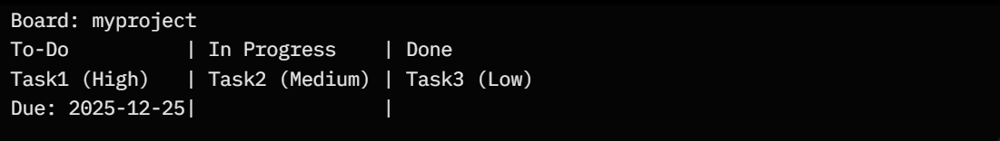 Board: myproject
To-Do          | In Progress    | Done
Task1 (High)   | Task2 (Medium) | Task3 (Low)
Due: 2025-12-25|                |